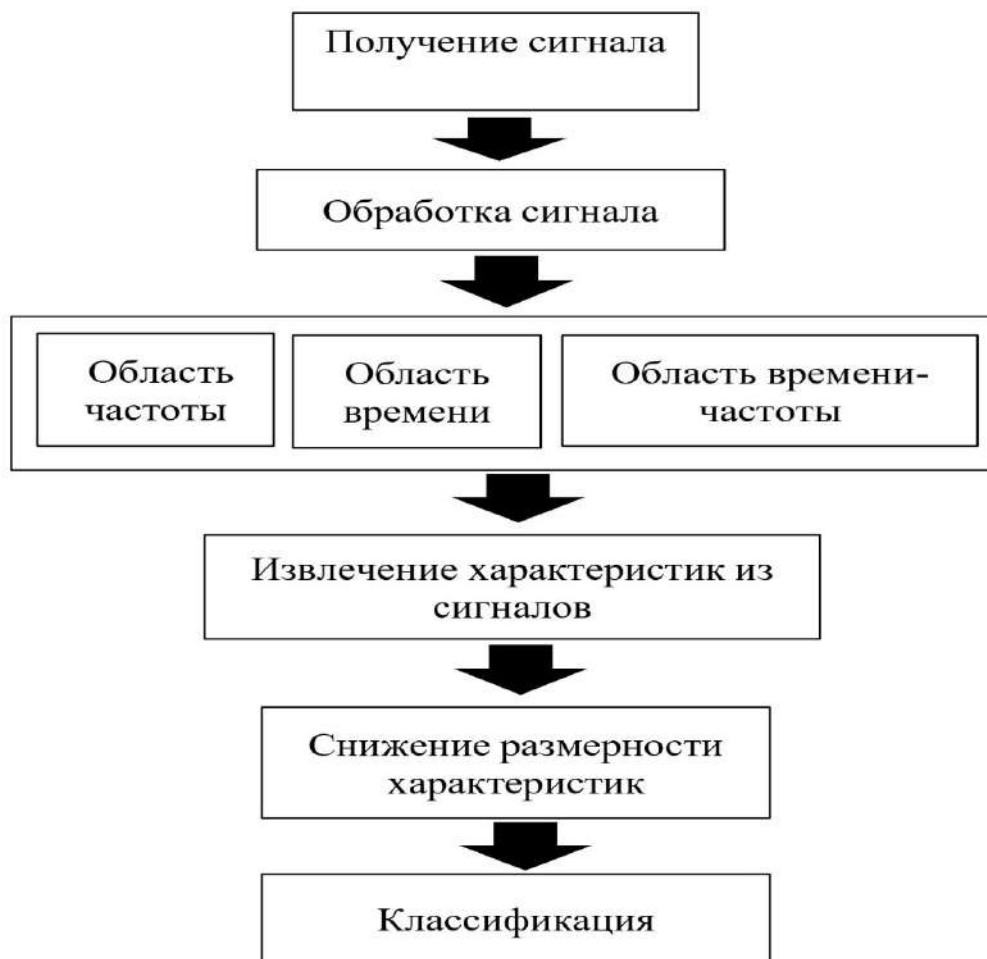 Получение сигнала
Обработка сигнала
Область
частоты
Область
времени
Область времени-
частоты
Извлечение характеристик из
сигналов
Снижение размерности
характеристик
Классификация